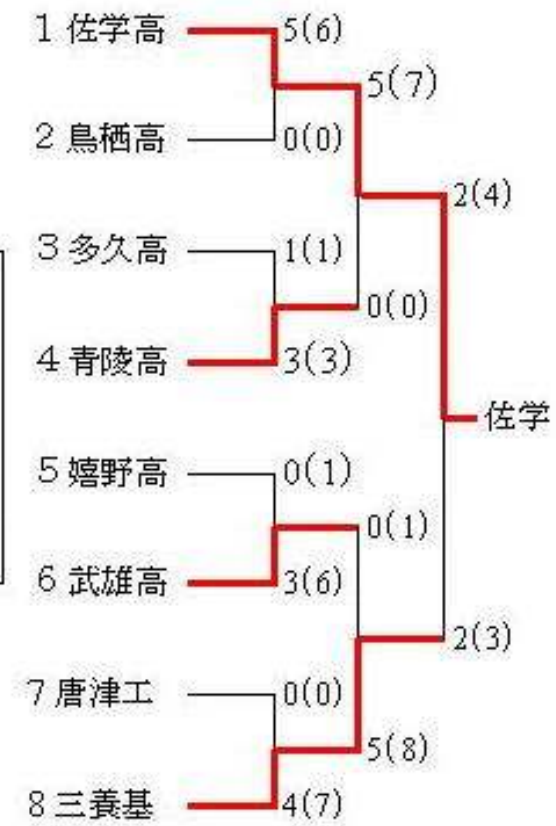 1 佐学高 5(6)
5(7)
2 鳥栖高 0(0)
2(4)
3 多久高 1(1)
0(0)
4 青陵高 3(3)
佐学
5 嬉野高 0(1)
0(1)
6 武雄高 3(6)
2(3)
7 唐津工 0(0)
5(8)
8 三養基 4(7)